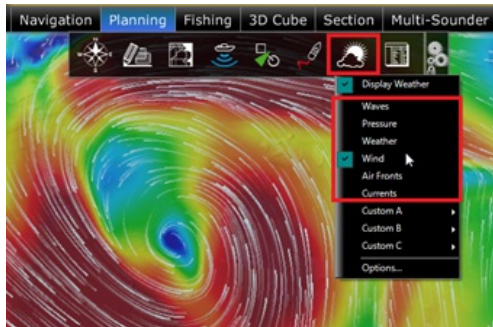 Navigation Planning Fishing 3D Cube Section Multi-Sounder
Display Weather
Waves
Pressure
Weather
Wind
Air Fronts
Currents
Custom A
Custom B
Custom C
Options...